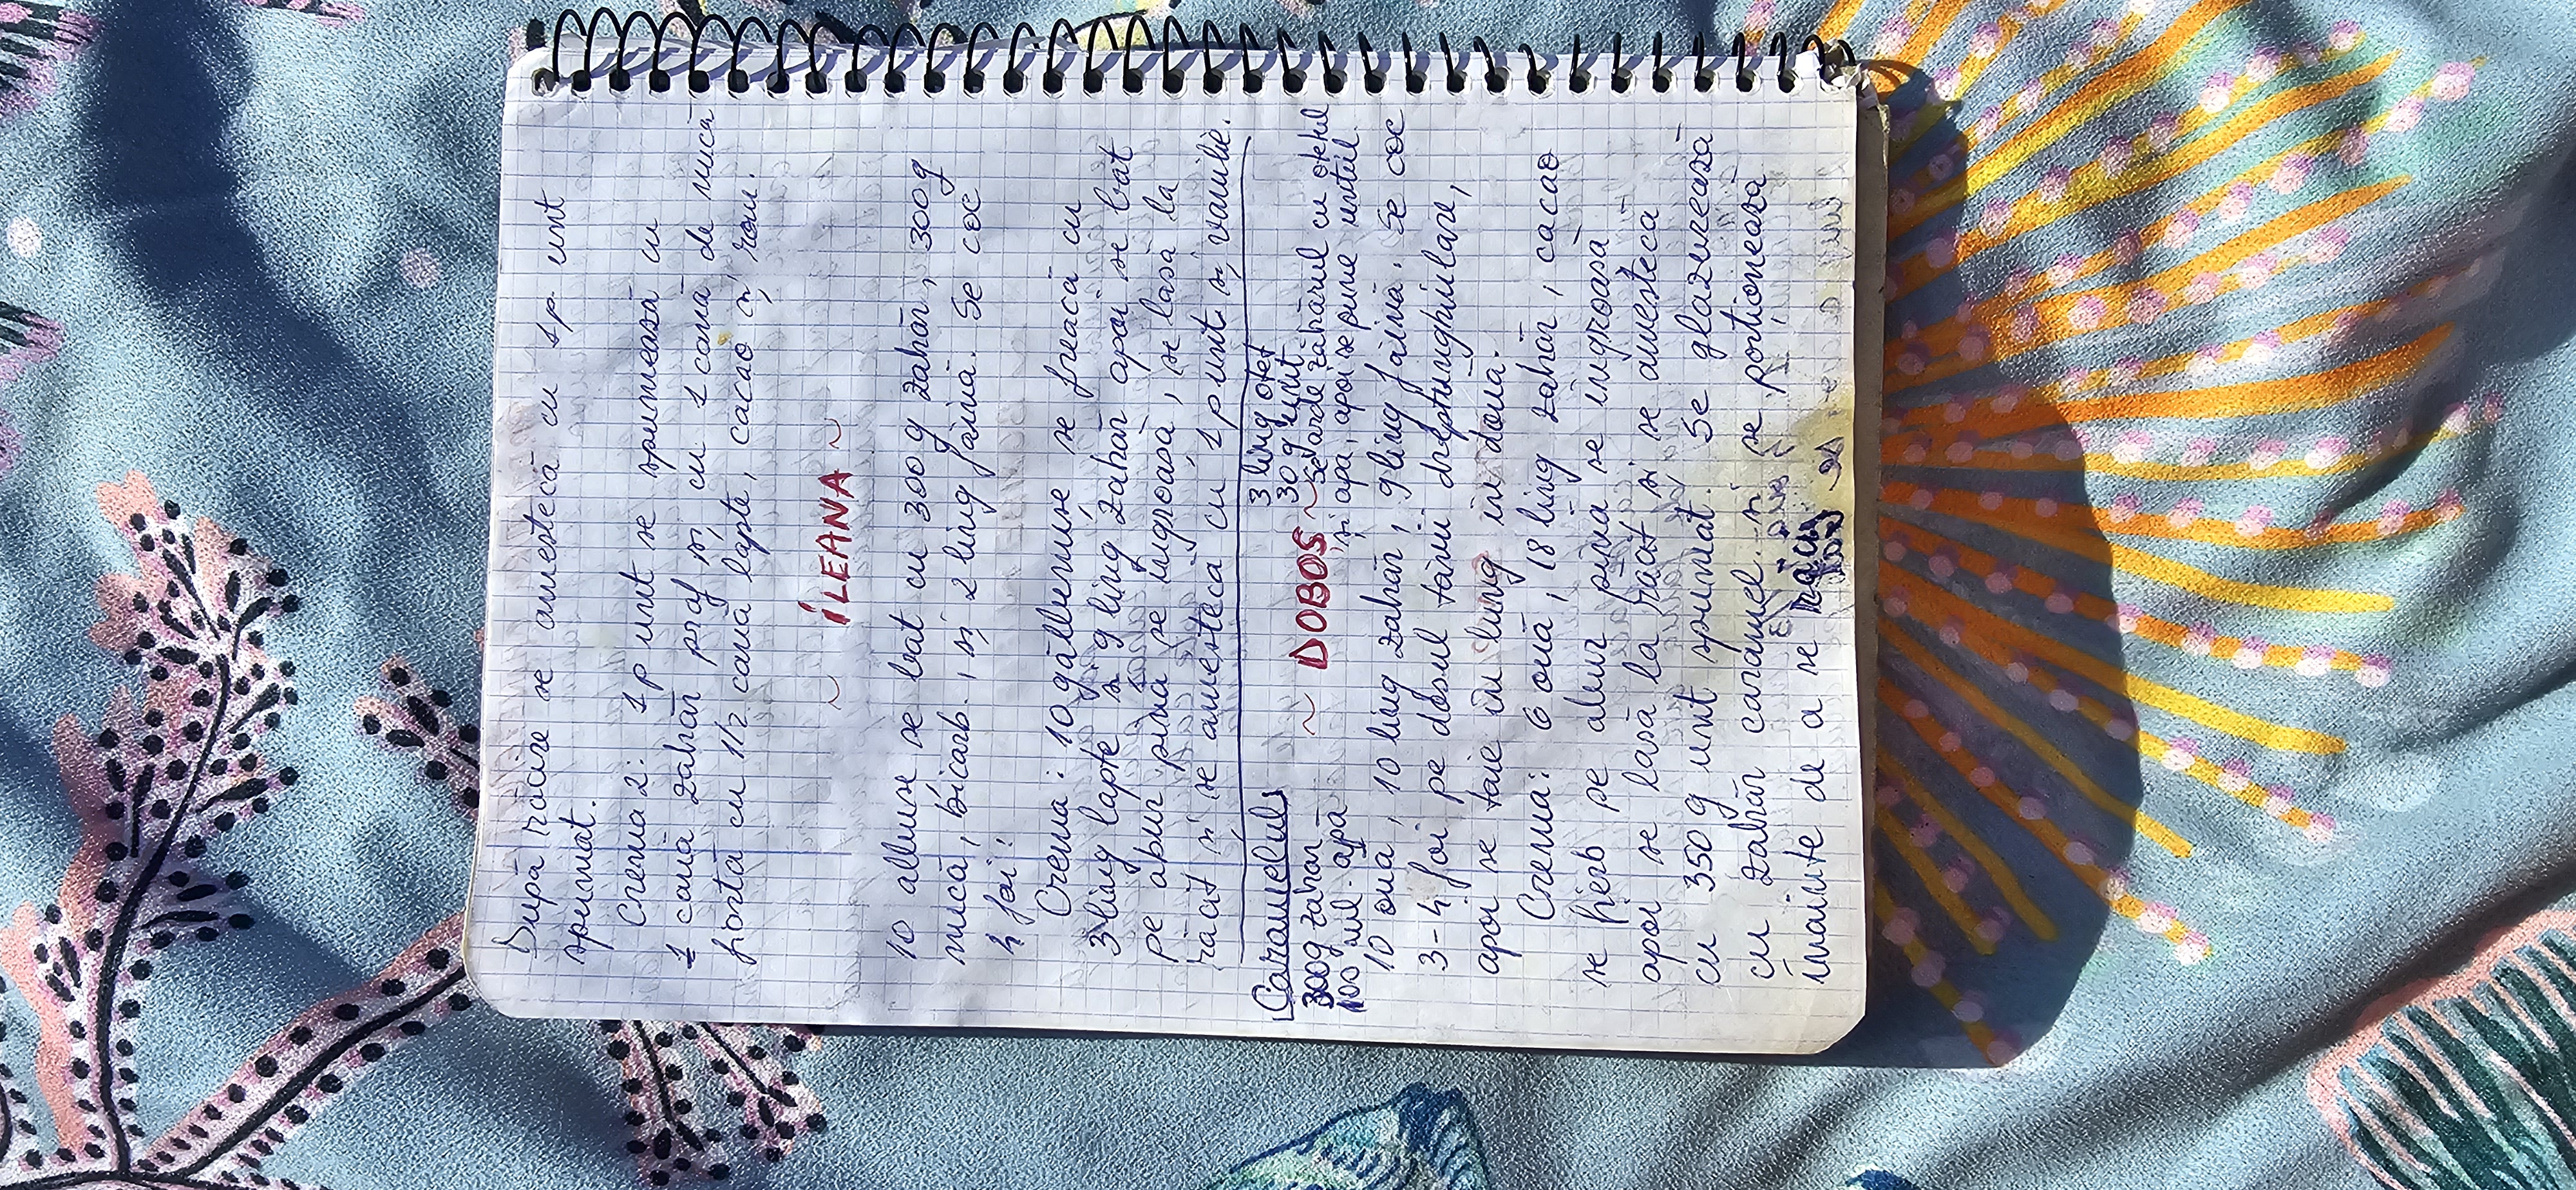 După răcire se amestecă cu 1p. unt
spumat.
Crema 2: 1p unt se spumează cu
1 cană zahăr praf și cu 1 cană de nucă
fiartă cu 1/2 cană lapte, cacao și rom.
~ ILEANA ~
10 albușe se bat cu 300 g zahăr, 300 g
nucă, bicarb., și 2 ling făină. Se coc
4 foi!
Crema: 10 gălbenușe se freacă cu
3 ling lapte și 9 ling zahăr apoi se bat
pe abur pînă se îngroașă, se lasă la
răcit și se amestecă cu 1p unt și vanilie.
Caramelul
300g zahăr
100 ml. apă
3 ling oțet
30 g unt
~ DOBOȘ ~
Se arde zăhărul cu oțetul
și apa, apoi se pune untul.
10 ouă, 10 ling zahăr, 9 ling făină. Se coc
3-4 foi pe dosul tăvii dreptunghiulare,
apoi se taie în lung în două.
Crema: 6 ouă, 18 ling zahăr, cacao
se fierb pe abur pînă se îngroașă
apoi se lasă la răcit și se amestecă
cu 350 g unt spumat. Se glazurează
cu zahăr caramel și se porționează
înainte de a se răci